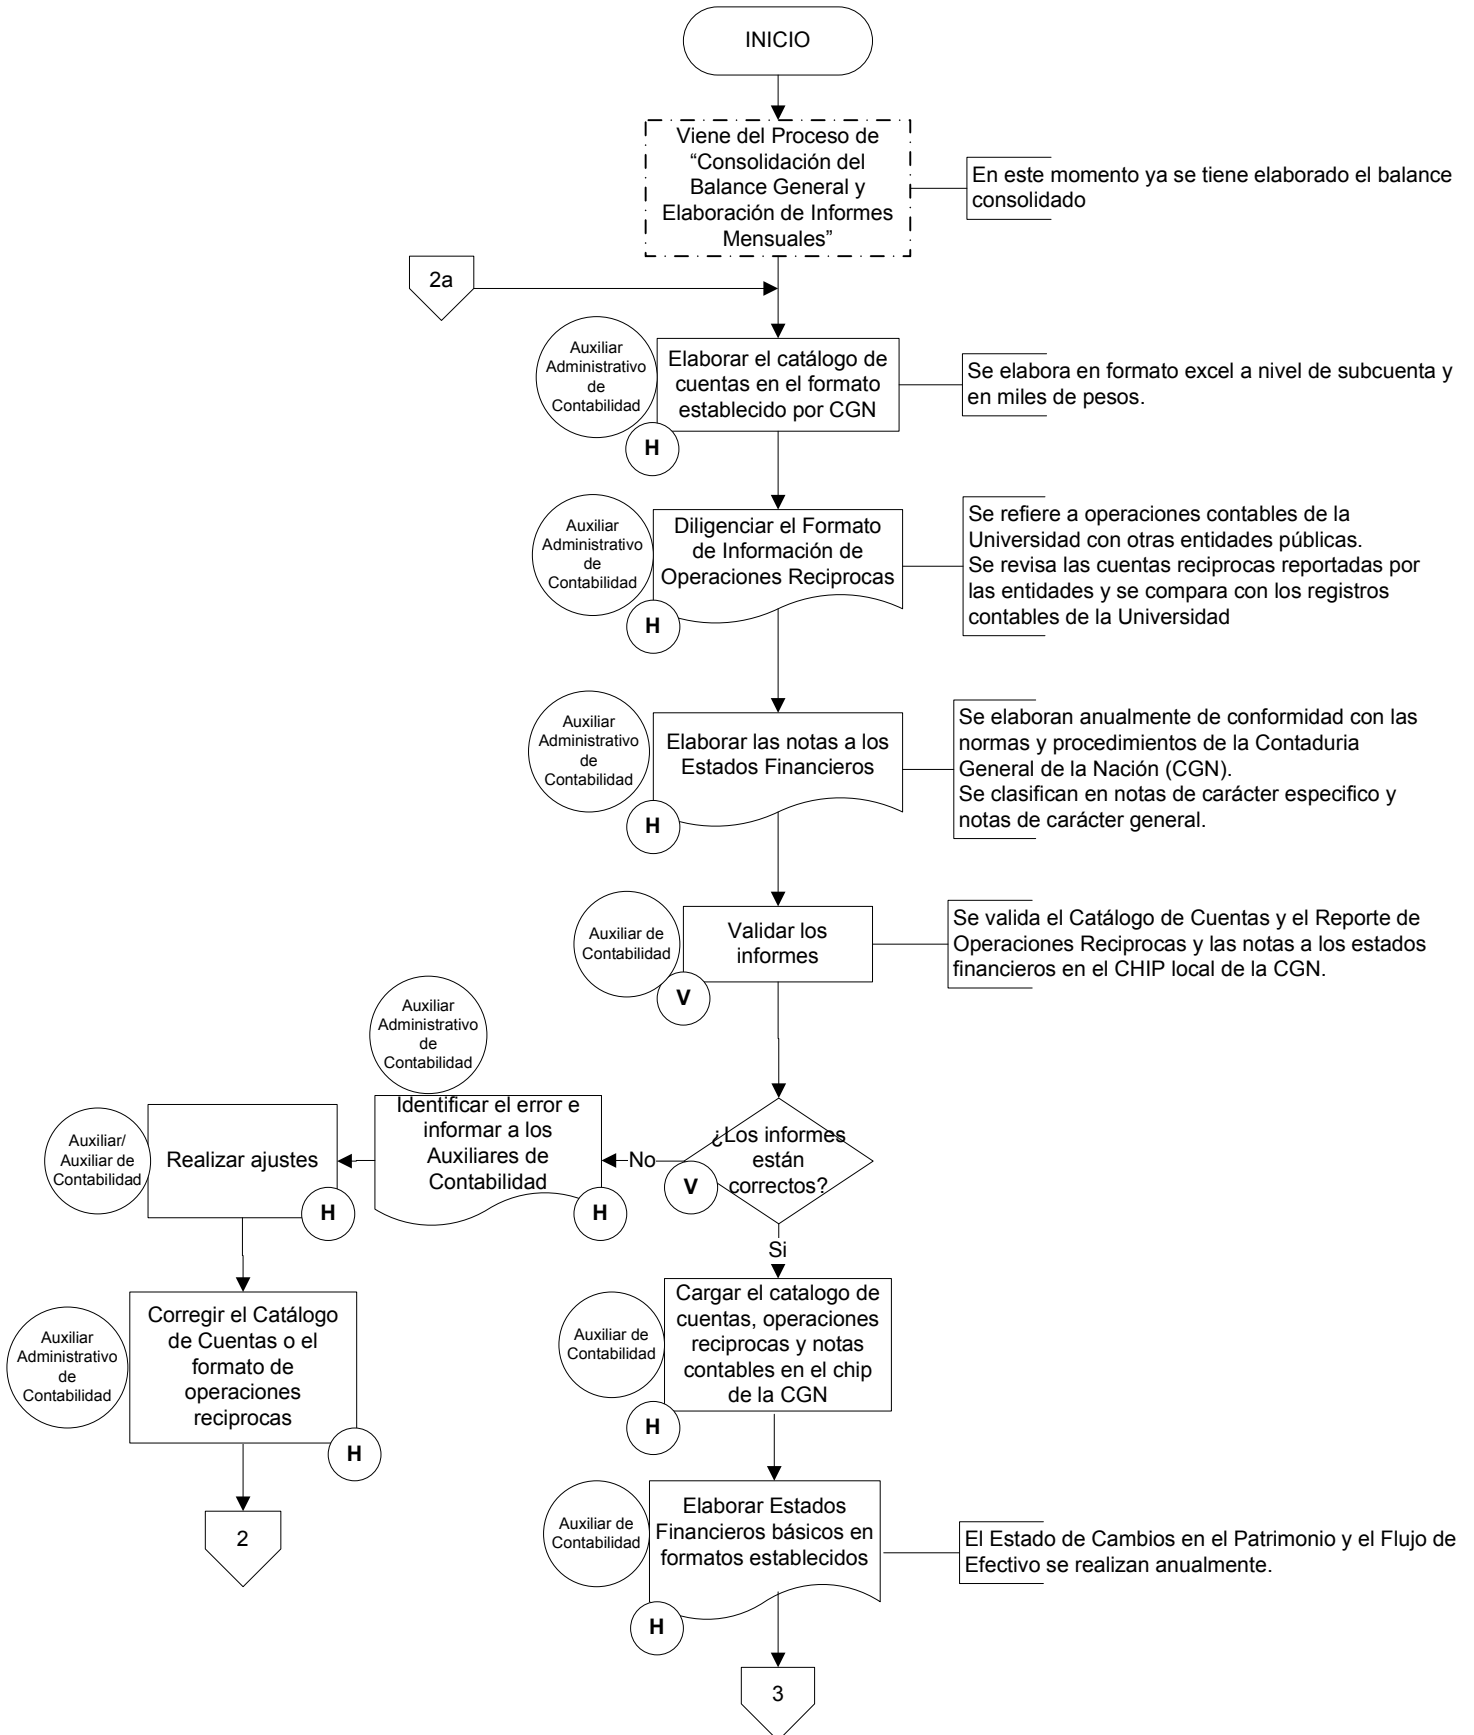 INICIO
Viene del Proceso de
“Consolidación del
Balance General y
Elaboración de Informes
Mensuales”
En este momento ya se tiene elaborado el balance
consolidado
2a
Auxiliar
Administrativo
de
Contabilidad
Elaborar el catálogo de
cuentas en el formato
establecido por CGN
H
Se elabora en formato excel a nivel de subcuenta y
en miles de pesos.
Auxiliar
Administrativo
de
Contabilidad
Diligenciar el Formato
de Información de
Operaciones Reciprocas
H
Se refiere a operaciones contables de la
Universidad con otras entidades públicas.
Se revisa las cuentas reciprocas reportadas por
las entidades y se compara con los registros
contables de la Universidad
Auxiliar
Administrativo
de
Contabilidad
Elaborar las notas a los
Estados Financieros
H
Se elaboran anualmente de conformidad con las
normas y procedimientos de la Contaduria
General de la Nación (CGN).
Se clasifican en notas de carácter especifico y
notas de carácter general.
Auxiliar de
Contabilidad
Validar los
informes
V
Se valida el Catálogo de Cuentas y el Reporte de
Operaciones Reciprocas y las notas a los estados
financieros en el CHIP local de la CGN.
¿Los informes
están
correctos?
V
No
Auxiliar
Administrativo
de
Contabilidad
Identificar el error e
informar a los
Auxiliares de
Contabilidad
H
Auxiliar/
Auxiliar de
Contabilidad
Realizar ajustes
H
Auxiliar
Administrativo
de
Contabilidad
Corregir el Catálogo
de Cuentas o el
formato de
operaciones
reciprocas
H
2
Si
Auxiliar de
Contabilidad
Cargar el catalogo de
cuentas, operaciones
reciprocas y notas
contables en el chip
de la CGN
H
Auxiliar de
Contabilidad
Elaborar Estados
Financieros básicos en
formatos establecidos
H
El Estado de Cambios en el Patrimonio y el Flujo de
Efectivo se realizan anualmente.
3